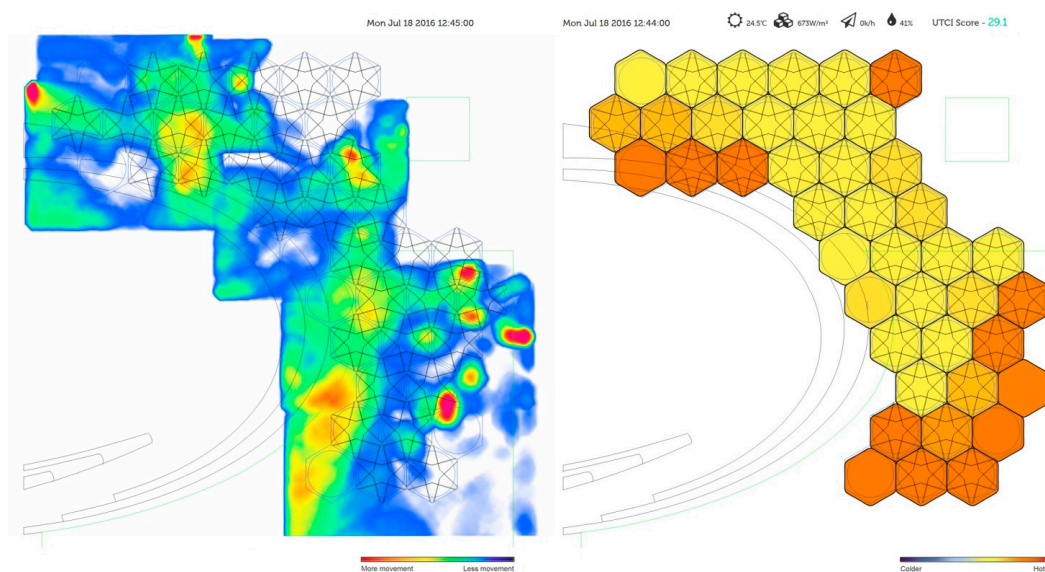 Mon Jul 18 2016 12:45:00
Mon Jul 18 2016 12:44:00
24.5°C
673W/m²
0k/h
41%
UTCI Score - 29.1
More movement
Less movement
Colder
Hot